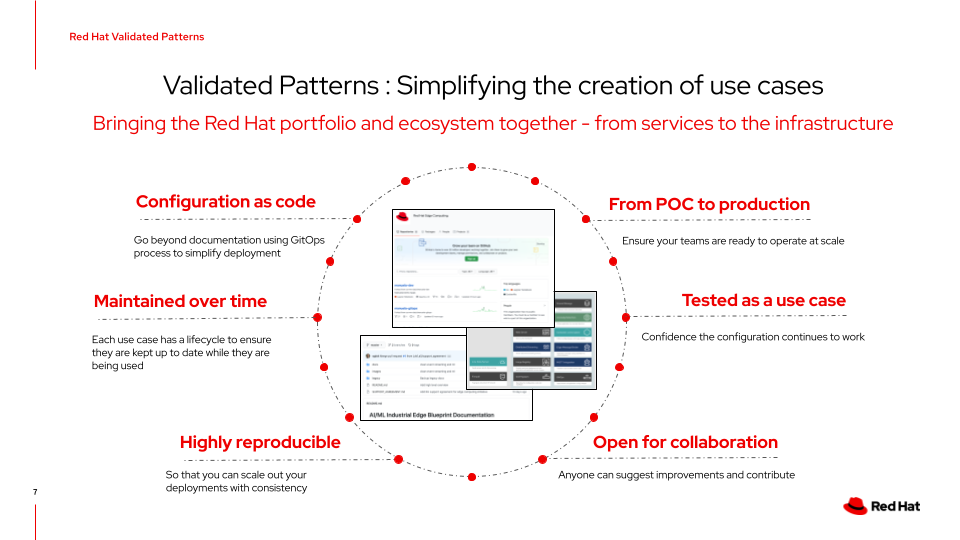 Red Hat Validated Patterns
Validated Patterns : Simplifying the creation of use cases
Bringing the Red Hat portfolio and ecosystem together - from services to the infrastructure
Configuration as code
Go beyond documentation using GitOps
process to simplify deployment
Maintained over time
Each use case has a lifecycle to ensure
they are kept up to date while they are
being used
Highly reproducible
So that you can scale out your
deployments with consistency
Red Hat Edge Computing
AI/ML Industrial Edge Blueprint Documentation
From POC to production
Ensure your teams are ready to operate at scale
Tested as a use case
Confidence the configuration continues to work
Open for collaboration
Anyone can suggest improvements and contribute
7
Red Hat